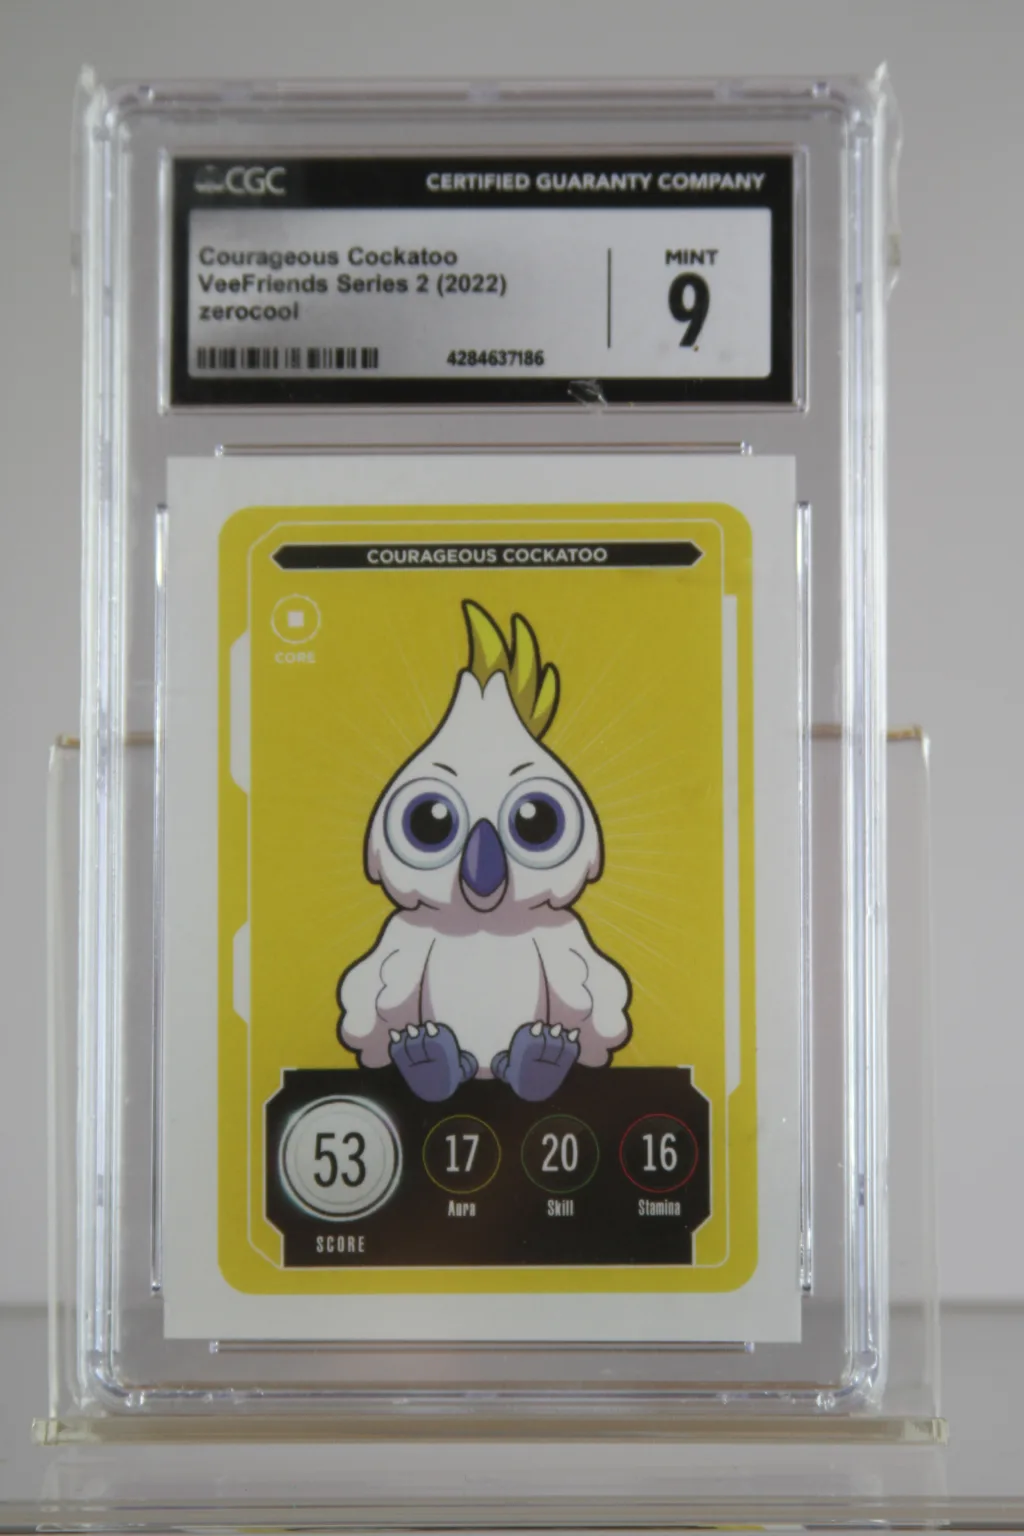 CGC CERTIFIED GUARANTY COMPANY
Courageous Cockatoo
VeeFriends Series 2 (2022)
zerocool
4284637186
MINT
9
COURAGEOUS COCKATOO
CORE
53 17 20 16
Aura Skill Stamina
SCORE